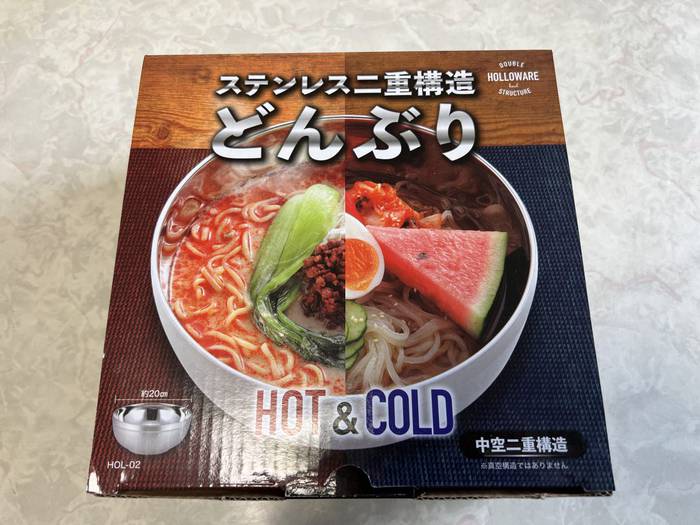 ステンレス二重構造
どんぶり
DOUBLE
HOLLOWARE
STRUCTURE
約20㎝
HOL-02
HOT & COLD
中空二重構造
※真空構造ではありません